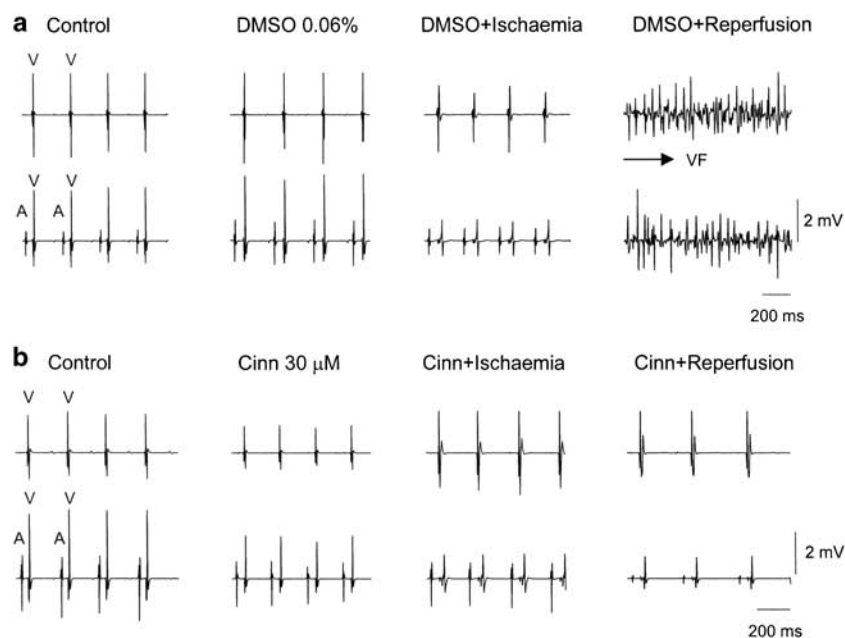 a
Control DMSO 0.06% DMSO+Ischaemia DMSO+Reperfusion
V V
VF
V V
A A
2 mV
200 ms
b
Control Cinn 30 μM Cinn+Ischaemia Cinn+Reperfusion
V V
V V
A A
2 mV
200 ms